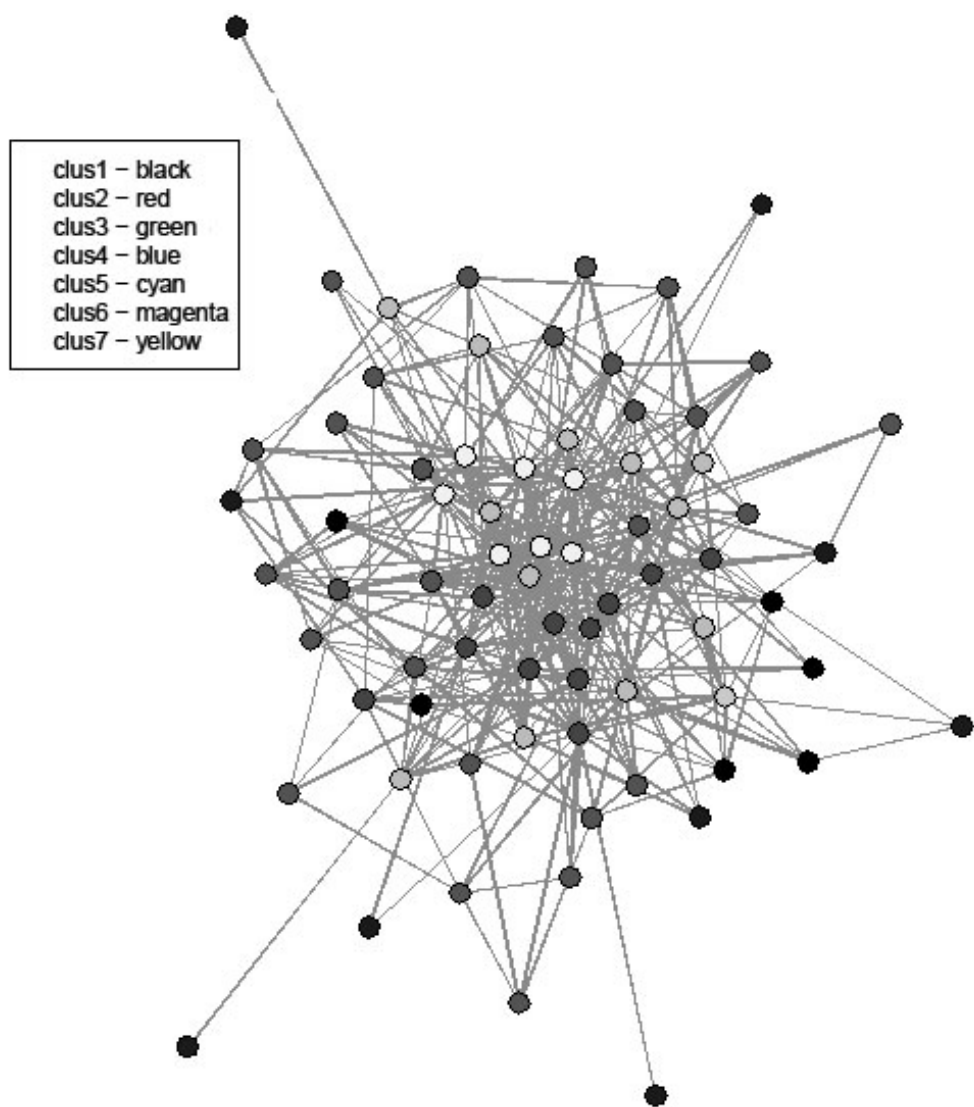 clus1 − black
clus2 − red
clus3 − green
clus4 − blue
clus5 − cyan
clus6 − magenta
clus7 − yellow